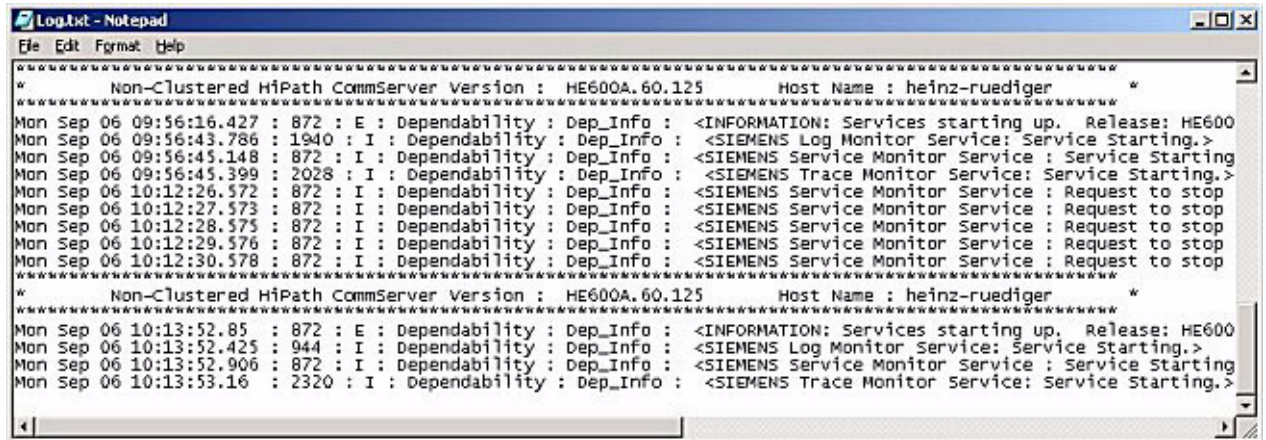 Log.txt - Notepad
File Edit Format Help
*************************************************************************************
* Non-Clustered HiPath CommServer Version : HE600A.60.125 Host Name : heinz-ruediger *
*************************************************************************************
Mon Sep 06 09:56:16.427 : 872 : E : Dependability : Dep_Info : <INFORMATION: Services starting up. Release: HE600
Mon Sep 06 09:56:43.786 : 1940 : I : Dependability : Dep_Info : <SIEMENS Log Monitor Service: Service Starting.>
Mon Sep 06 09:56:45.148 : 872 : I : Dependability : Dep_Info : <SIEMENS Service Monitor Service : Service Starting
Mon Sep 06 09:56:45.399 : 2028 : I : Dependability : Dep_Info : <SIEMENS Trace Monitor Service: Service Starting.>
Mon Sep 06 10:12:26.572 : 872 : I : Dependability : Dep_Info : <SIEMENS Service Monitor Service : Request to stop
Mon Sep 06 10:12:27.573 : 872 : I : Dependability : Dep_Info : <SIEMENS Service Monitor Service : Request to stop
Mon Sep 06 10:12:28.575 : 872 : I : Dependability : Dep_Info : <SIEMENS Service Monitor Service : Request to stop
Mon Sep 06 10:12:29.576 : 872 : I : Dependability : Dep_Info : <SIEMENS Service Monitor Service : Request to stop
Mon Sep 06 10:12:30.578 : 872 : I : Dependability : Dep_Info : <SIEMENS Service Monitor Service : Request to stop
*************************************************************************************
* Non-Clustered HiPath CommServer Version : HE600A.60.125 Host Name : heinz-ruediger *
*************************************************************************************
Mon Sep 06 10:13:52.85 : 872 : E : Dependability : Dep_Info : <INFORMATION: Services starting up. Release: HE600
Mon Sep 06 10:13:52.425 : 944 : I : Dependability : Dep_Info : <SIEMENS Log Monitor Service: Service Starting.>
Mon Sep 06 10:13:52.906 : 872 : I : Dependability : Dep_Info : <SIEMENS Service Monitor Service : Service Starting
Mon Sep 06 10:13:53.16 : 2320 : I : Dependability : Dep_Info : <SIEMENS Trace Monitor Service: Service Starting.>